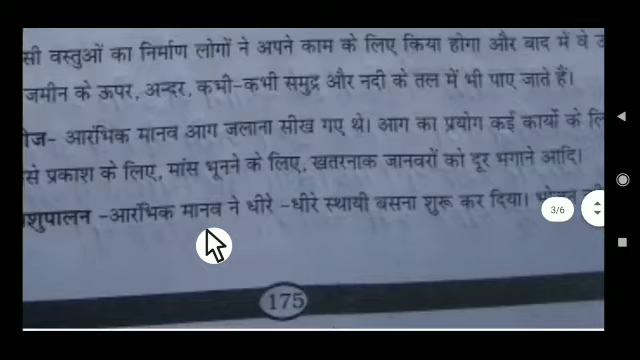 सी वस्तुओं का निर्माण लोगों ने अपने काम के लिए किया होगा और बाद में वे
जमीन के ऊपर, अन्दर, कभी-कभी समुद्र और नदी के तल में भी पाए जाते हैं।
ोज- आरंभिक मानव आग जलाना सीख गए थे। आग का प्रयोग कई कार्यों के लि
से प्रकाश के लिए, मांस भूनने के लिए, खतरनाक जानवरों को दूर भगाने आदि।
शुपालन -आरंभिक मानव ने धीरे -धीरे स्थायी बसना शुरू कर दिया।
3/6
175